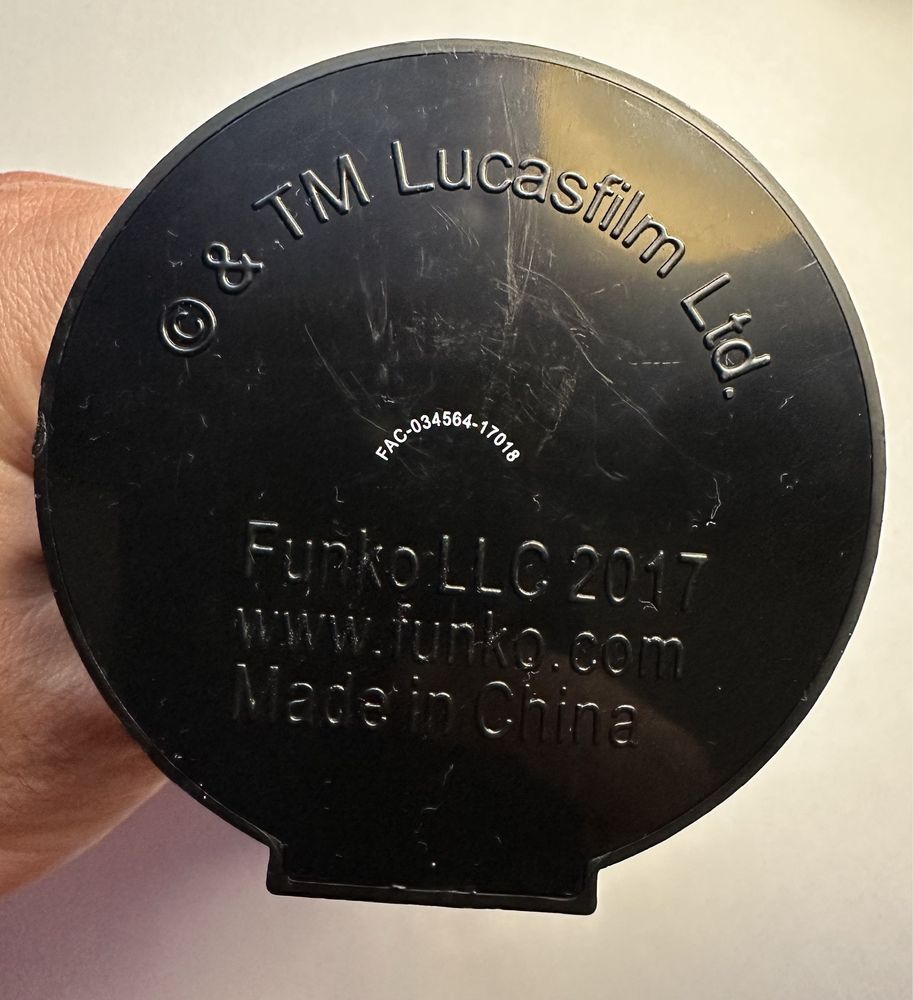 © & TM Lucasfilm Ltd.
FAC-034564-17018
Funko LLC 2017
www.funko.com
Made in China